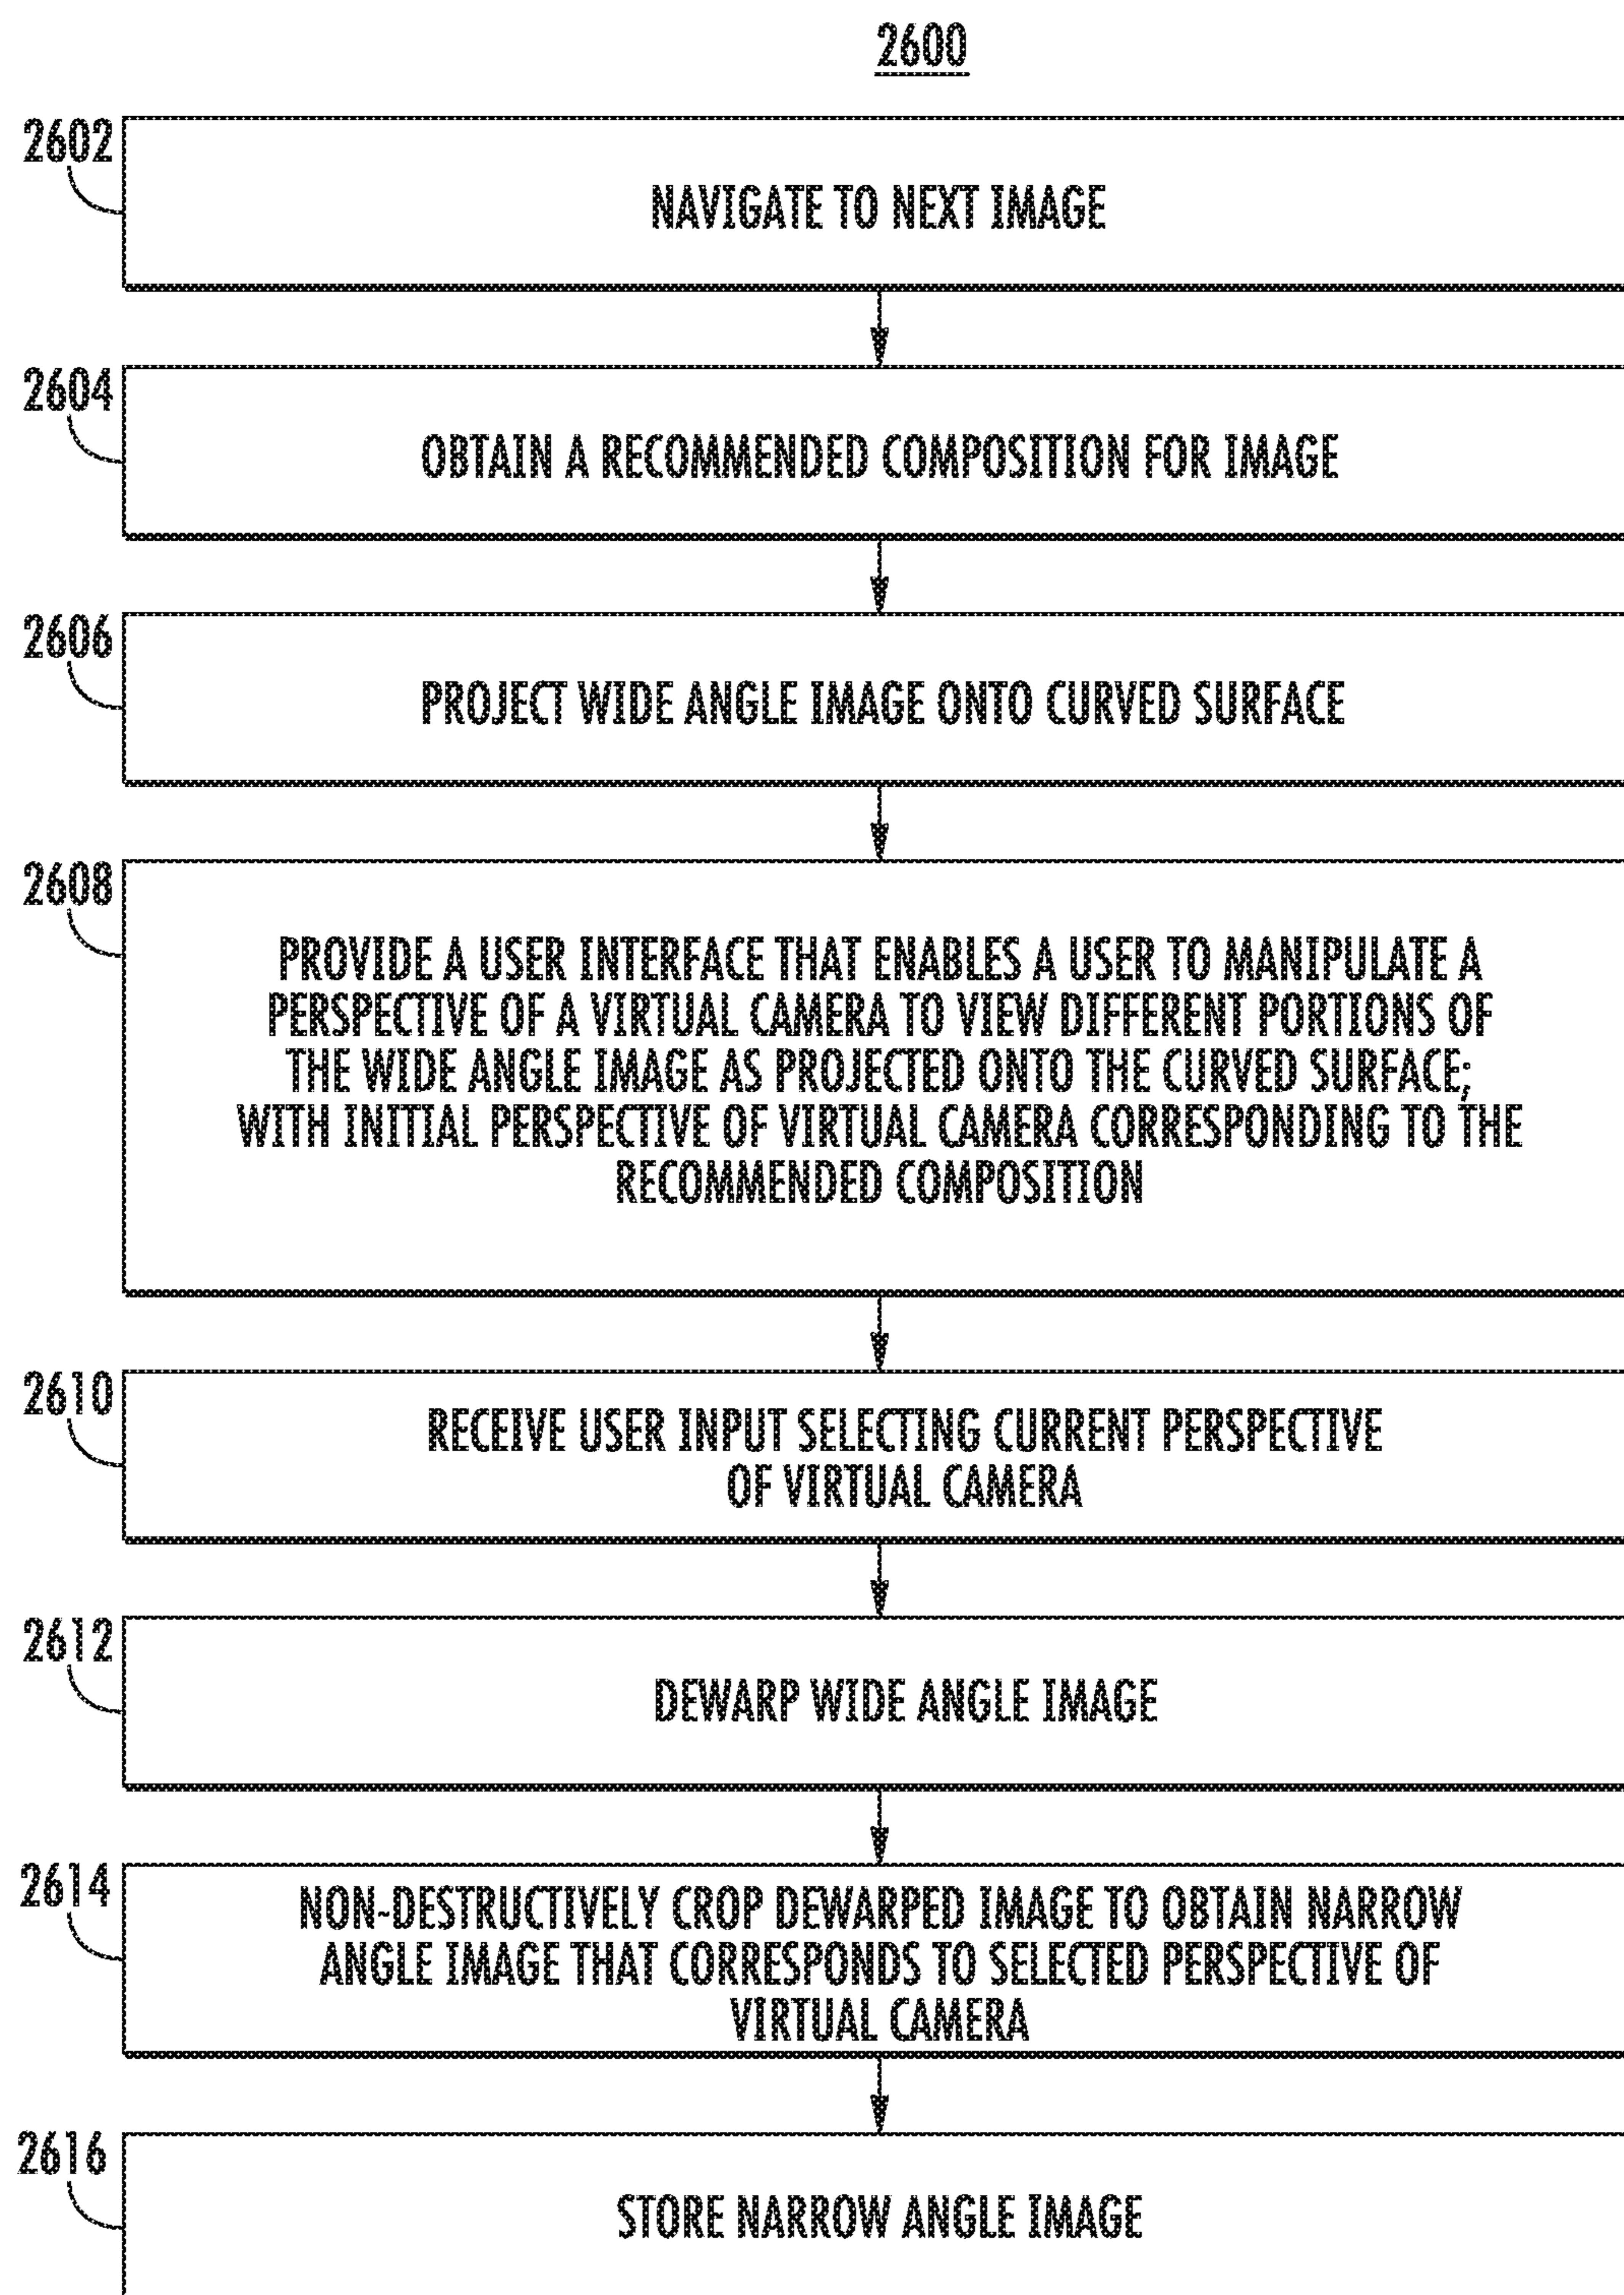 2600
2602
NAVIGATE TO NEXT IMAGE
2604
OBTAIN A RECOMMENDED COMPOSITION FOR IMAGE
2606
PROJECT WIDE ANGLE IMAGE ONTO CURVED SURFACE
2608
PROVIDE A USER INTERFACE THAT ENABLES A USER TO MANIPULATE A
PERSPECTIVE OF A VIRTUAL CAMERA TO VIEW DIFFERENT PORTIONS OF
THE WIDE ANGLE IMAGE AS PROJECTED ONTO THE CURVED SURFACE;
WITH INITIAL PERSPECTIVE OF VIRTUAL CAMERA CORRESPONDING TO THE
RECOMMENDED COMPOSITION
2610
RECEIVE USER INPUT SELECTING CURRENT PERSPECTIVE
OF VIRTUAL CAMERA
2612
DEWARP WIDE ANGLE IMAGE
2614
NON-DESTRUCTIVELY CROP DEWARPED IMAGE TO OBTAIN NARROW
ANGLE IMAGE THAT CORRESPONDS TO SELECTED PERSPECTIVE OF
VIRTUAL CAMERA
2616
STORE NARROW ANGLE IMAGE